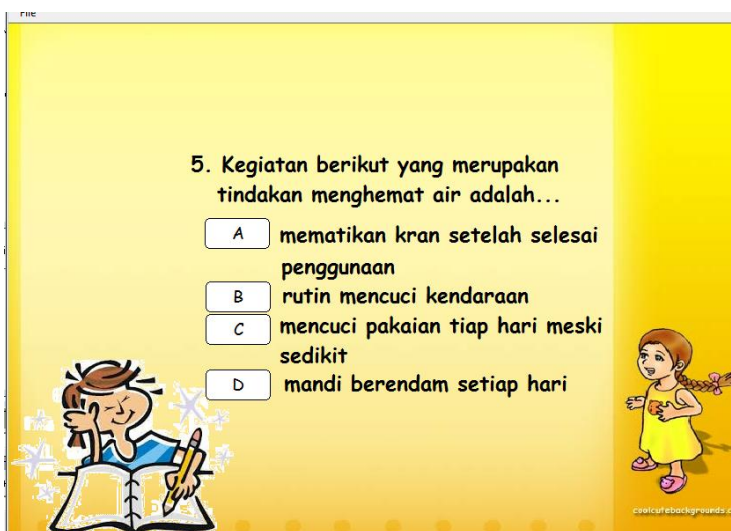 File
5. Kegiatan berikut yang merupakan
tindakan menghemat air adalah...
A mematikan kran setelah selesai
penggunaan
B rutin mencuci kendaraan
C mencuci pakaian tiap hari meski
sedikit
D mandi berendam setiap hari
coolcutebackgrounds.c